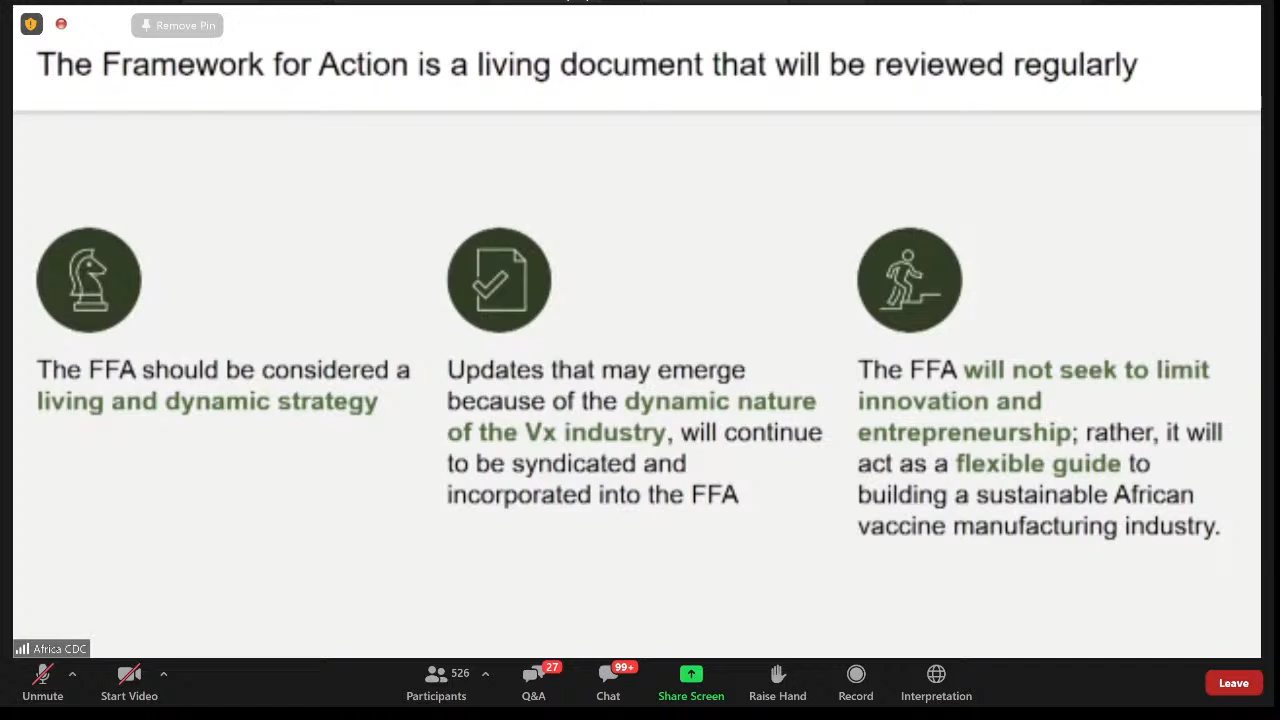 Remove Pin
The Framework for Action is a living document that will be reviewed regularly
The FFA should be considered a
living and dynamic strategy
Updates that may emerge
because of the dynamic nature
of the Vx industry, will continue
to be syndicated and
incorporated into the FFA
The FFA will not seek to limit
innovation and
entrepreneurship; rather, it will
act as a flexible guide to
building a sustainable African
vaccine manufacturing industry.
Africa CDC
Unmute
Start Video
526
Participants
27
Q&A
99+
Chat
Share Screen
Raise Hand
Record
Interpretation
Leave